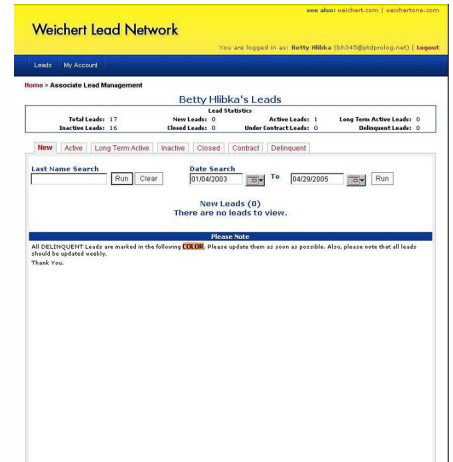 see also: weichert.com | weichertone.com
Weichert Lead Network
You are logged in as: Betty Hlibka (bh345@ptdprolog.net) | Logout
Leads My Account
Home > Associate Lead Management
Betty Hlibka's Leads
Lead Statistics
Total Leads: 17 New Leads: 0 Active Leads: 1 Long Term Active Leads: 0
Inactive Leads: 16 Closed Leads: 0 Under Contract Leads: 0 Delinquent Leads: 0
New Active Long Term Active Inactive Closed Contract Delinquent
Last Name Search Date Search
Run Clear 01/04/2003 To 04/29/2005 Run
New Leads (0)
There are no leads to view.
Please Note
All DELINQUENT Leads are marked in the following COLOR. Please update them as soon as possible. Also, please note that all leads
should be updated weekly.
Thank You.